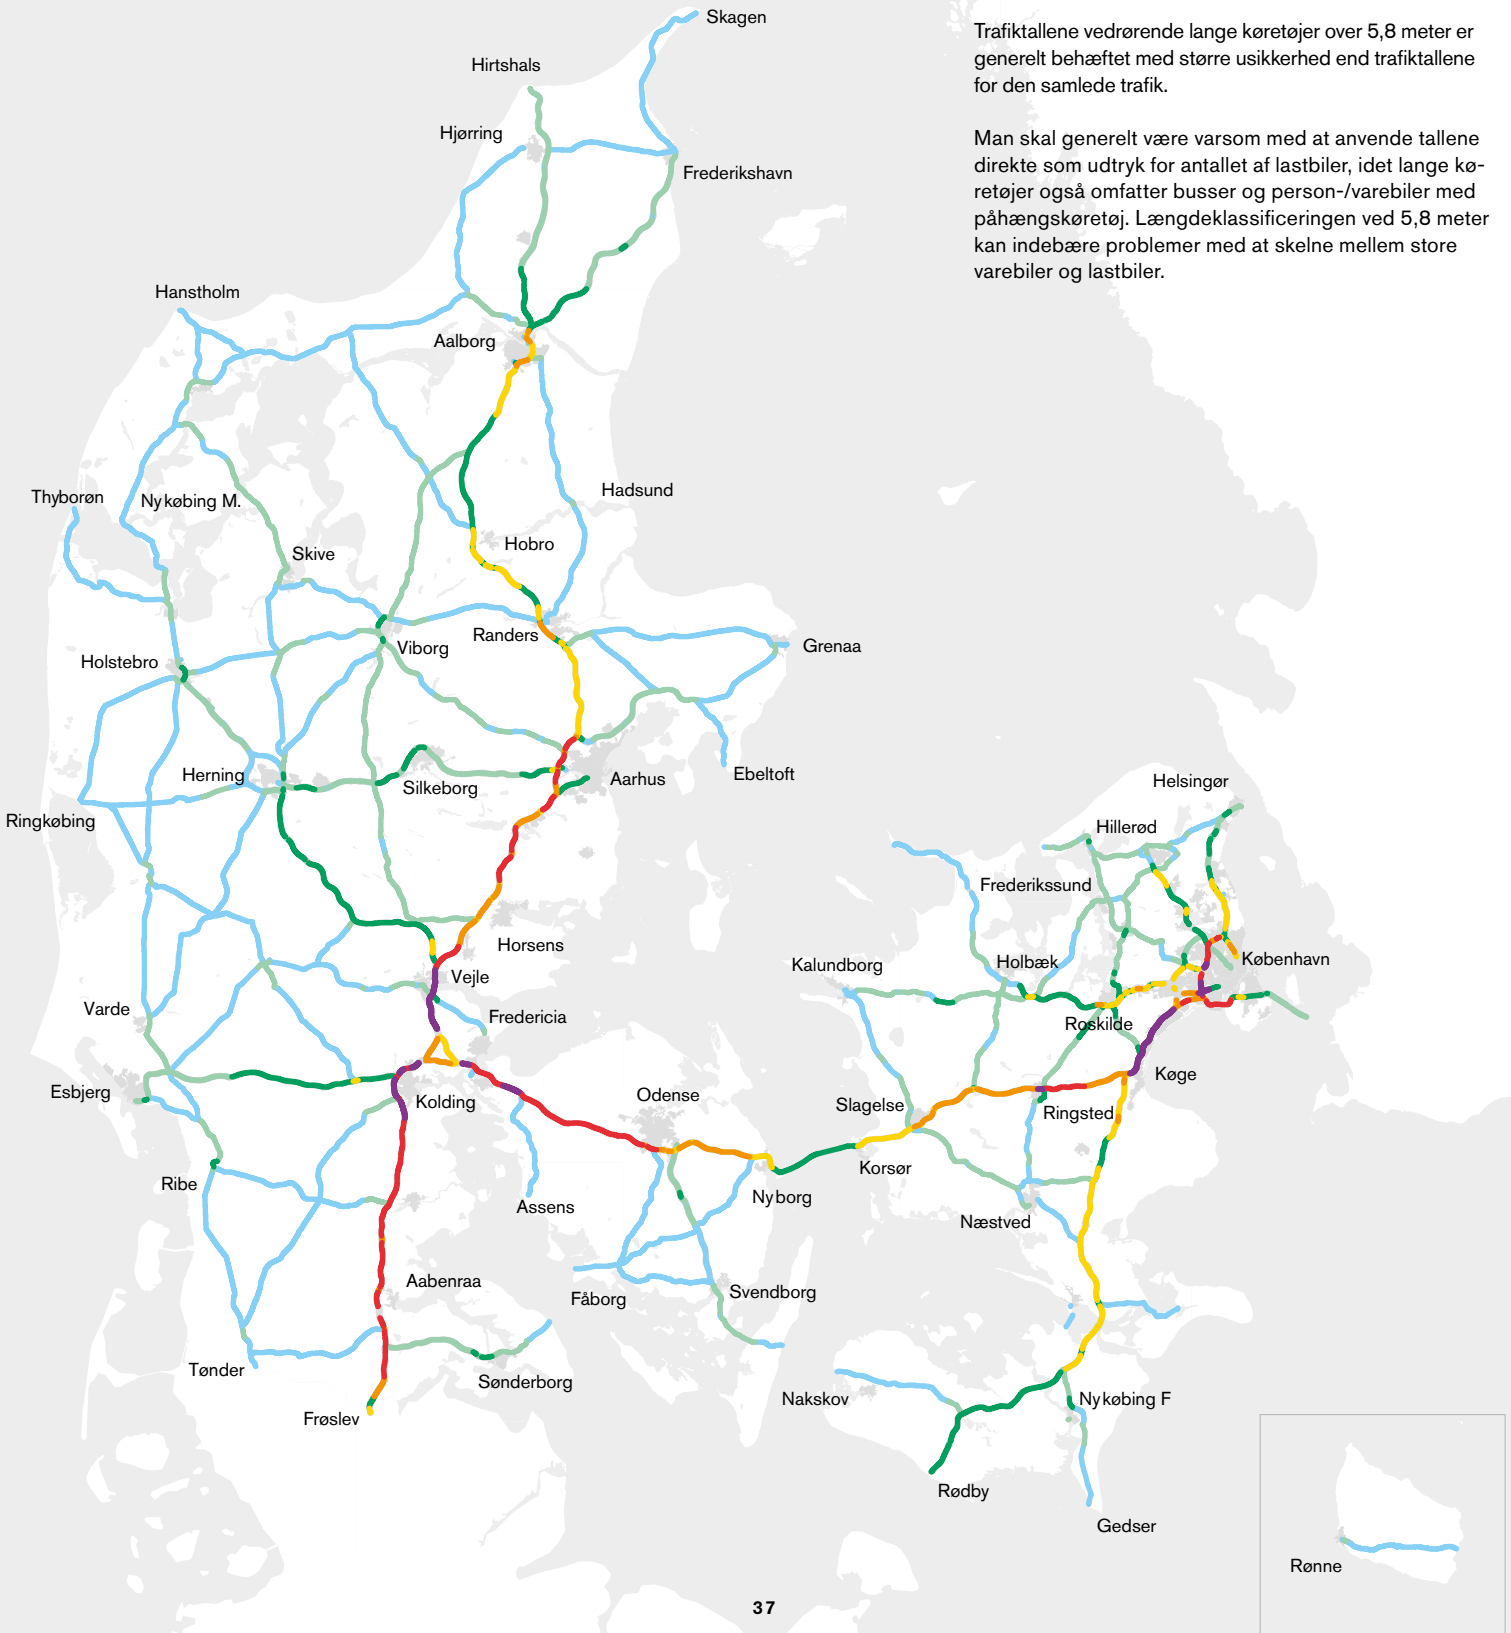 Trafiktallene vedrørende lange køretøjer over 5,8 meter er
generelt behæftet med større usikkerhed end trafiktallene
for den samlede trafik.
Man skal generelt være varsom med at anvende tallene
direkte som udtryk for antallet af lastbiler, idet lange kø-
retøjer også omfatter busser og person-/varebiler med
påhængskøretøj. Længdeklassificeringen ved 5,8 meter
kan indebære problemer med at skelne mellem store
varebiler og lastbiler.
Skagen
Hirtshals
Hjørring
Frederikshavn
Hanstholm
Aalborg
Hadsund
Thyborøn
Nykøbing M.
Hobro
Skive
Randers
Viborg
Grenaa
Holstebro
Herning
Silkeborg
Aarhus
Ebeltoft
Helsingør
Ringkøbing
Hillerød
Frederikssund
Horsens
København
Holbæk
Kalundborg
Vejle
Varde
Fredericia
Roskilde
Køge
Esbjerg
Odense
Kolding
Slagelse
Ringsted
Korsør
Ribe
Nyborg
Assens
Næstved
Aabenraa
Svendborg
Fåborg
Tønder
Sønderborg
Nakskov
Nykøbing F
Frøslev
Rødby
Gedser
Rønne
37